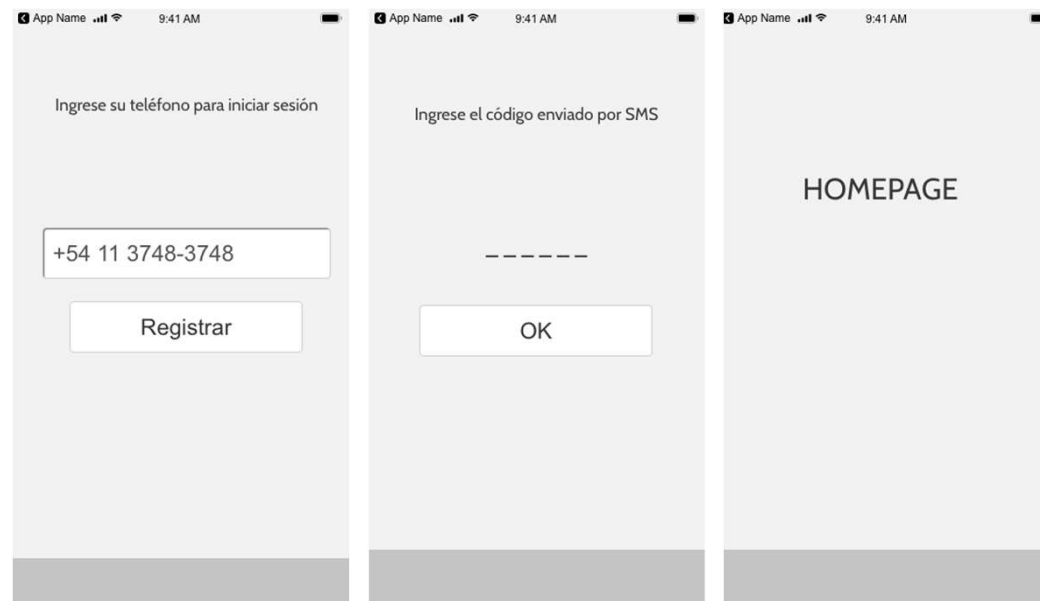 App Name 9:41 AM
Ingrese su teléfono para iniciar sesión
+54 11 3748-3748
Registrar
App Name 9:41 AM
Ingrese el código enviado por SMS
------
OK
App Name 9:41 AM
HOMEPAGE